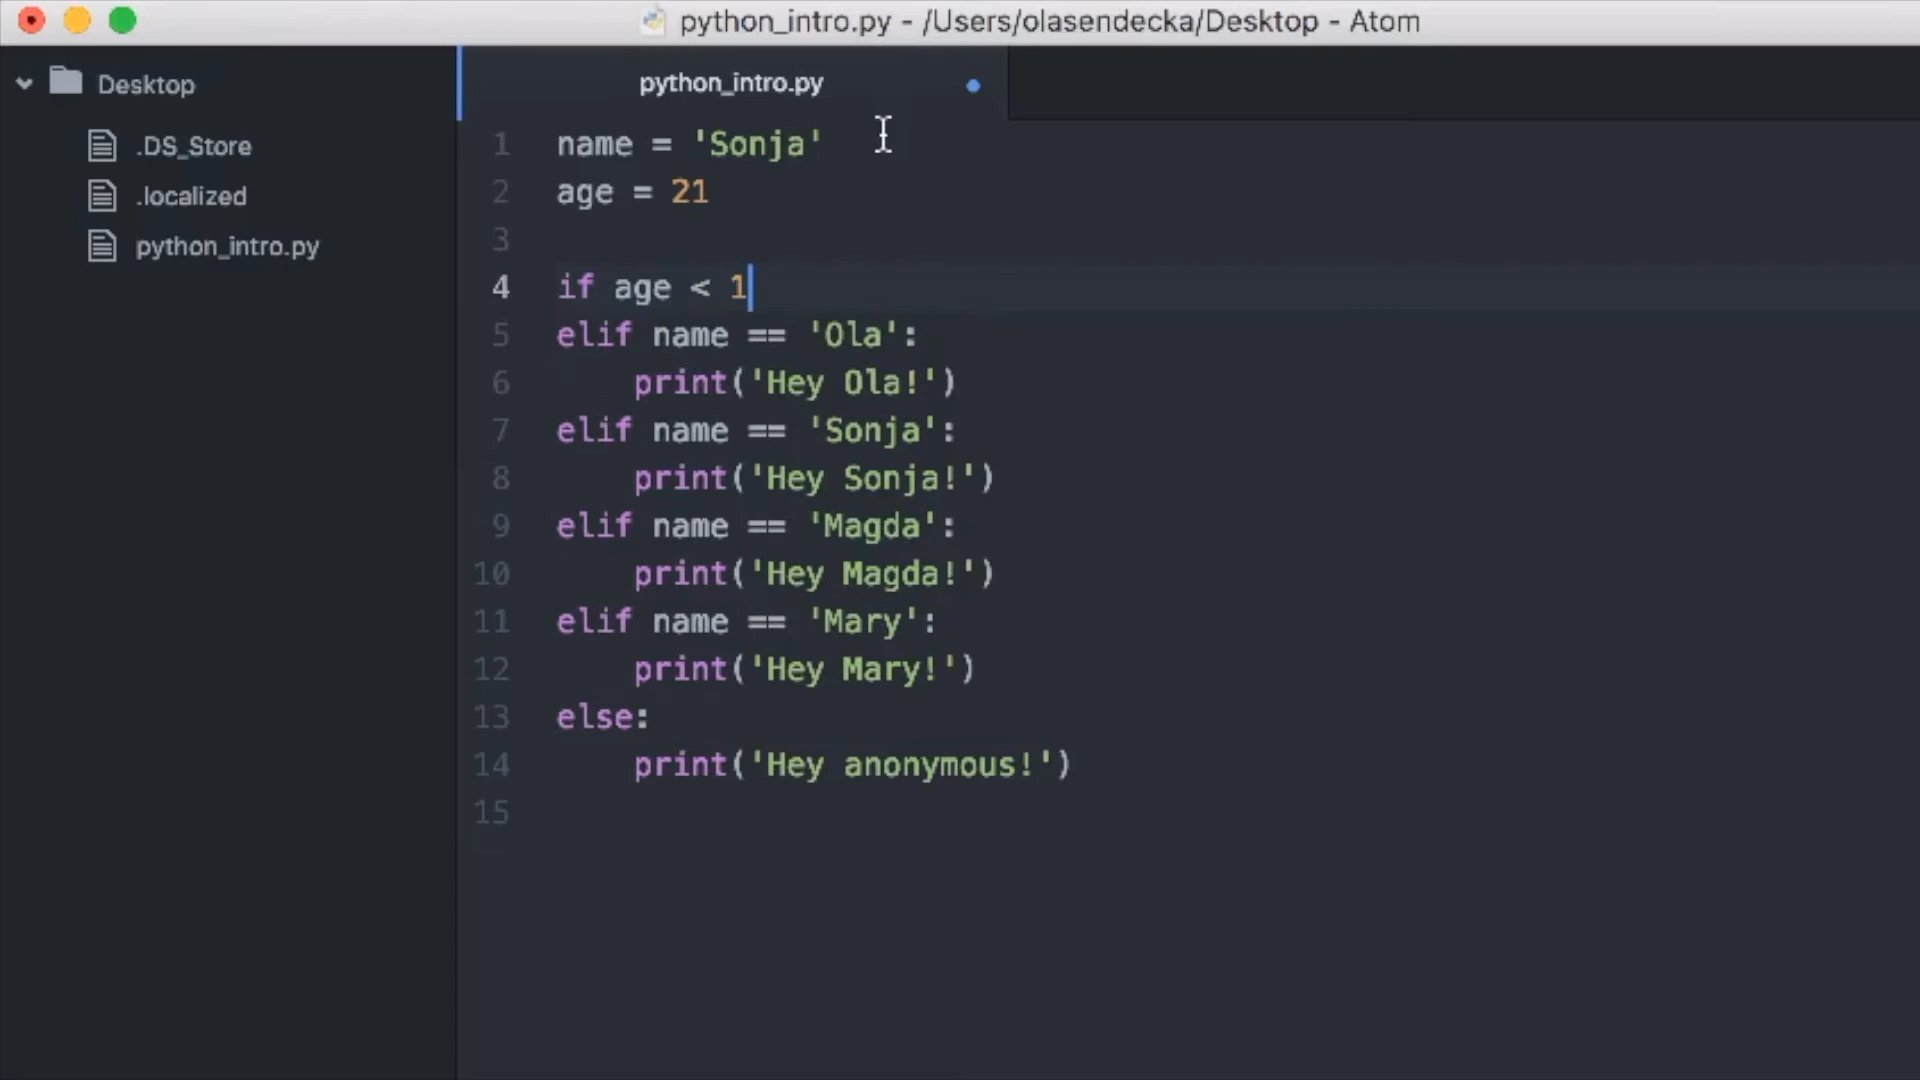 python_intro.py - /Users/olasendecka/Desktop - Atom
Desktop
.DS_Store
.localized
python_intro.py
python_intro.py
1 name = 'Sonja'
2 age = 21
3
4 if age < 1
5 elif name == 'Ola':
6     print('Hey Ola!')
7 elif name == 'Sonja':
8     print('Hey Sonja!')
9 elif name == 'Magda':
10     print('Hey Magda!')
11 elif name == 'Mary':
12     print('Hey Mary!')
13 else:
14     print('Hey anonymous!')
15